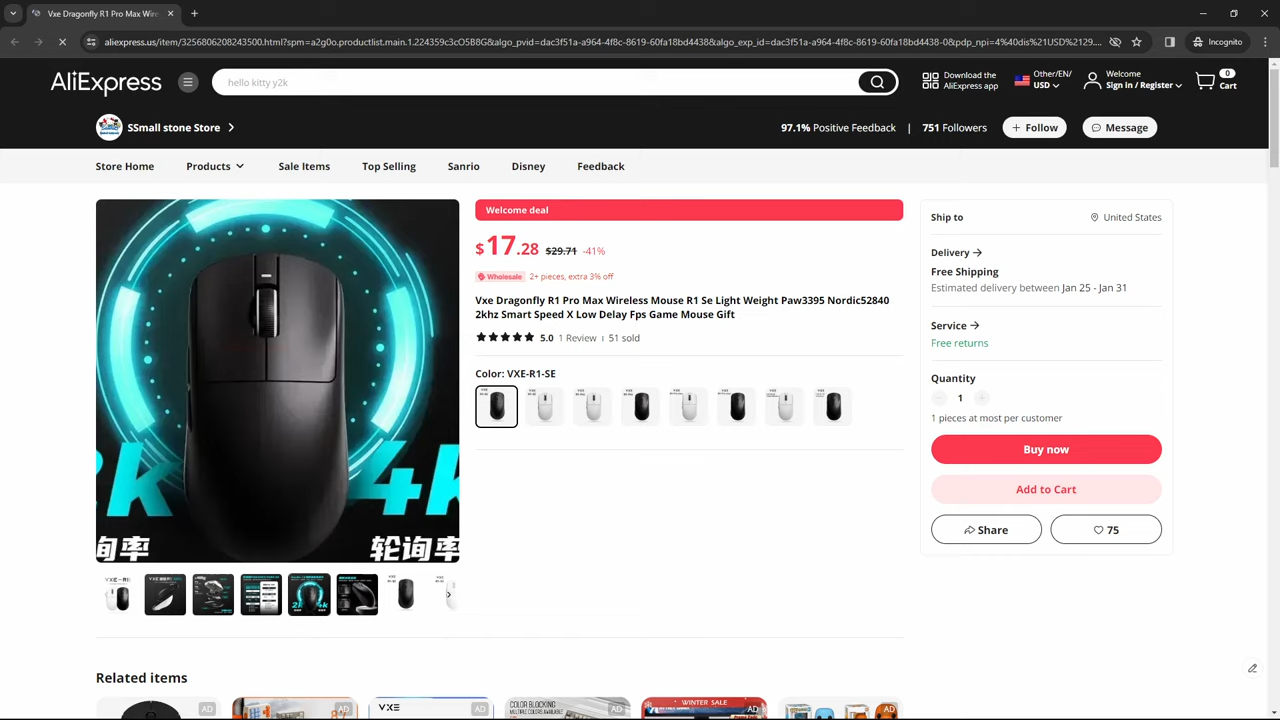 Vxe Dragonfly R1 Pro Max Wire
aliexpress.us/item/3256806208243500.html?spm=a2g0o.productlist.main.1.224359c3cO5B8G&algo_pvid=dac3f51a-a964-4f8c-8619-60fa18bd4438&algo_exp_id=dac3f51a-a964-4f8c-8619-60fa18bd4438-0&pdp_npi=4%40dis%21USD%2129....
Incognito
AliExpress
hello kitty y2k
Download the
AliExpress app
Other/EN/
USD
Welcome
Sign in / Register
0
Cart
SSmall stone Store
97.1% Positive Feedback | 751 Followers
+ Follow
Message
Store Home
Products
Sale Items
Top Selling
Sanrio
Disney
Feedback
k
4k
询率
轮询率
Welcome deal
$17.28 $29.71 -41%
Wholesale 2+ pieces, extra 3% off
Vxe Dragonfly R1 Pro Max Wireless Mouse R1 Se Light Weight Paw3395 Nordic52840
2khz Smart Speed X Low Delay Fps Game Mouse Gift
5.0 1 Review 51 sold
Color: VXE-R1-SE
Ship to
United States
Delivery
Free Shipping
Estimated delivery between Jan 25 - Jan 31
Service
Free returns
Quantity
1
1 pieces at most per customer
Buy now
Add to Cart
Share
75
Related items
AD
AD
VXE
AD
COLOR BLOCKING
AD
WINTER SALE
AD
AD